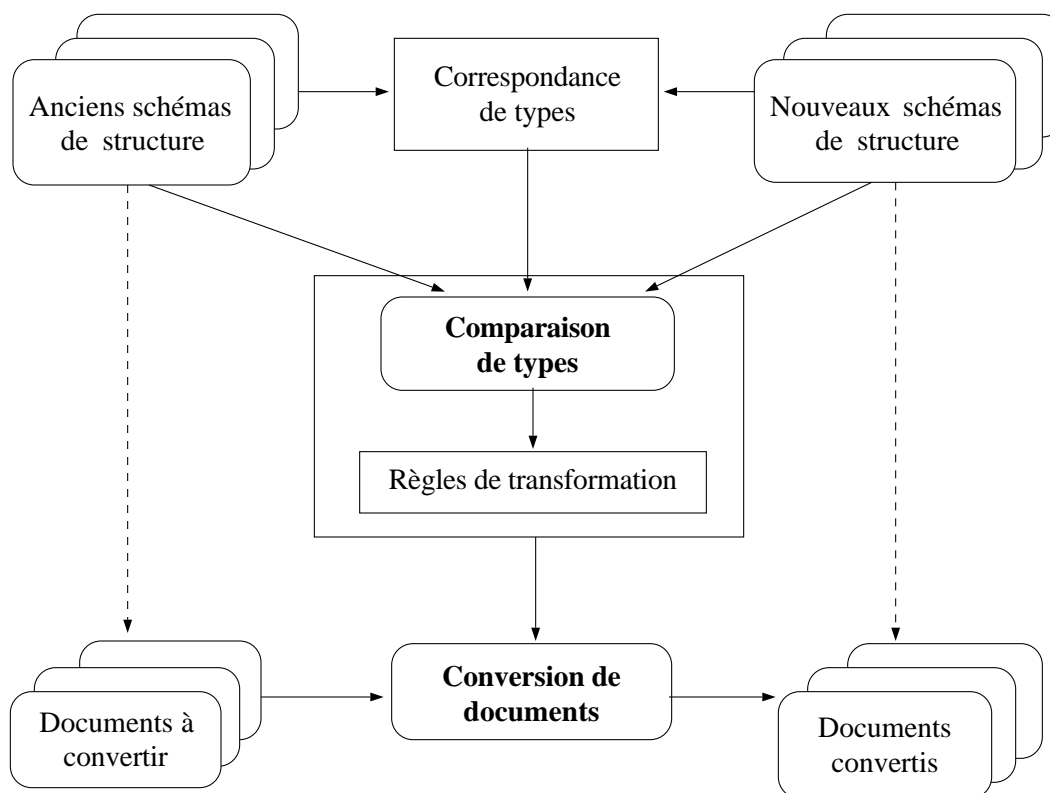 Anciens schémas
de structure
Correspondance
de types
Nouveaux schémas
de structure
Comparaison
de types
Règles de transformation
Documents à
convertir
Conversion de
documents
Documents
convertis